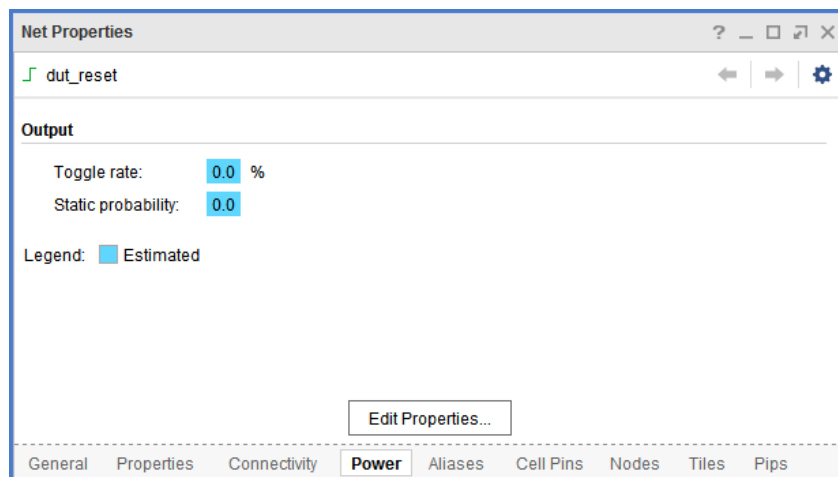 Net Properties
dut_reset
Output
Toggle rate: 0.0 %
Static probability: 0.0
Legend: Estimated
Edit Properties...
General Properties Connectivity Power Aliases Cell Pins Nodes Tiles Pips